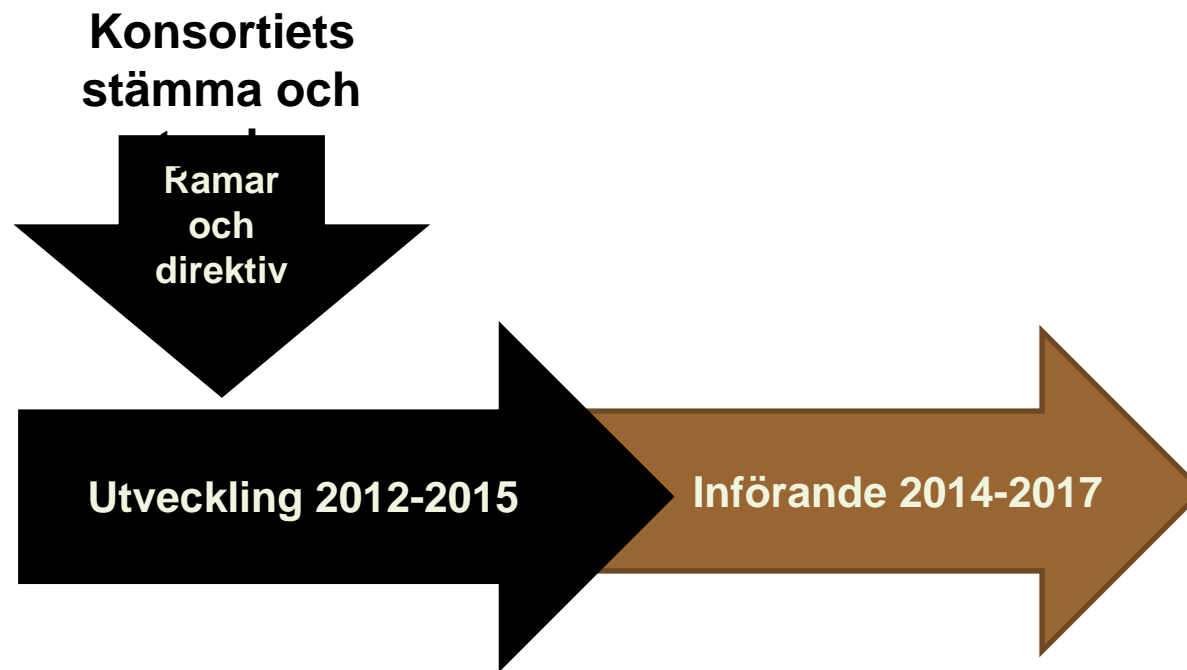 Konsortiets
stämma och
Ramar
och
direktiv
Utveckling 2012-2015
Införande 2014-2017